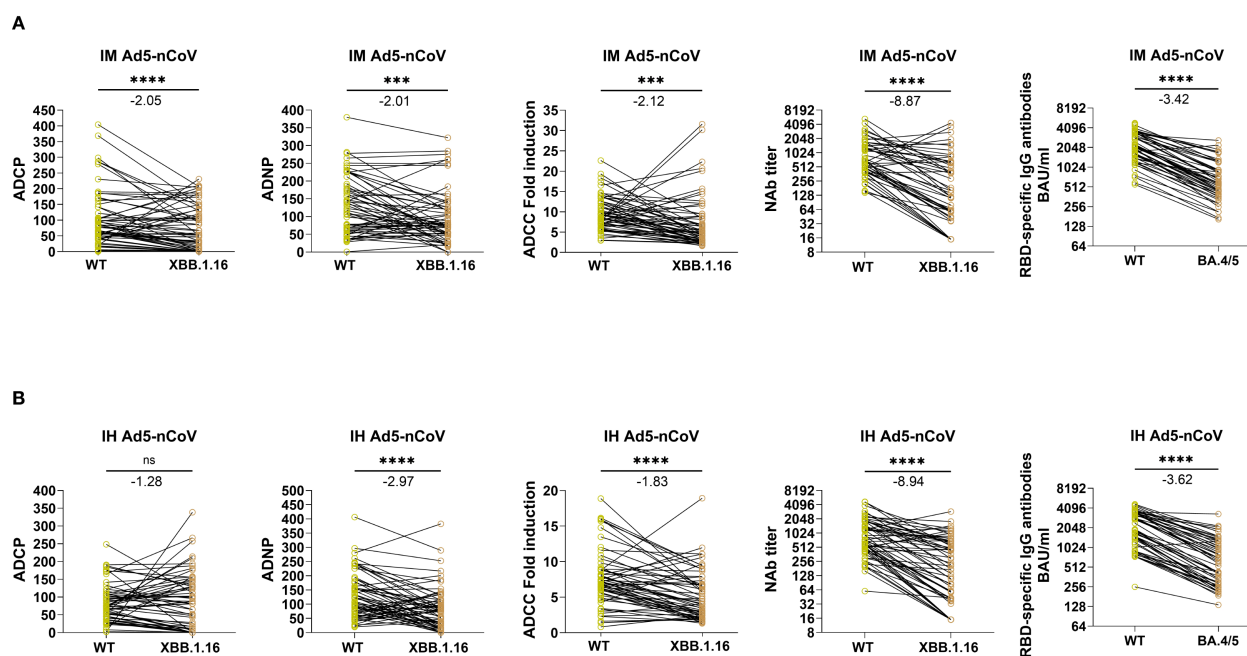 A
IM Ad5-nCoV
****
-2.05
ADCP
450
400
350
300
250
200
150
100
50
0
WT
XBB.1.16
IM Ad5-nCoV
***
-2.01
ADNP
400
350
300
250
200
150
100
50
0
WT
XBB.1.16
IM Ad5-nCoV
***
-2.12
ADCC Fold induction
35
30
25
20
15
10
5
0
WT
XBB.1.16
IM Ad5-nCoV
****
-8.87
NAb titer
8192
4096
2048
1024
512
256
128
64
32
16
8
WT
XBB.1.16
IM Ad5-nCoV
****
-3.42
RBD-specific IgG antibodies
BAU/ml
8192
4096
2048
1024
512
256
128
64
WT
BA.4/5
B
IH Ad5-nCoV
ns
-1.28
ADCP
400
350
300
250
200
150
100
50
0
WT
XBB.1.16
IH Ad5-nCoV
****
-2.97
ADNP
500
450
400
350
300
250
200
150
100
50
0
WT
XBB.1.16
IH Ad5-nCoV
****
-1.83
ADCC Fold induction
20
15
10
5
0
WT
XBB.1.16
IH Ad5-nCoV
****
-8.94
NAb titer
8192
4096
2048
1024
512
256
128
64
32
16
8
WT
XBB.1.16
IH Ad5-nCoV
****
-3.62
RBD-specific IgG antibodies
BAU/ml
8192
4096
2048
1024
512
256
128
64
WT
BA.4/5